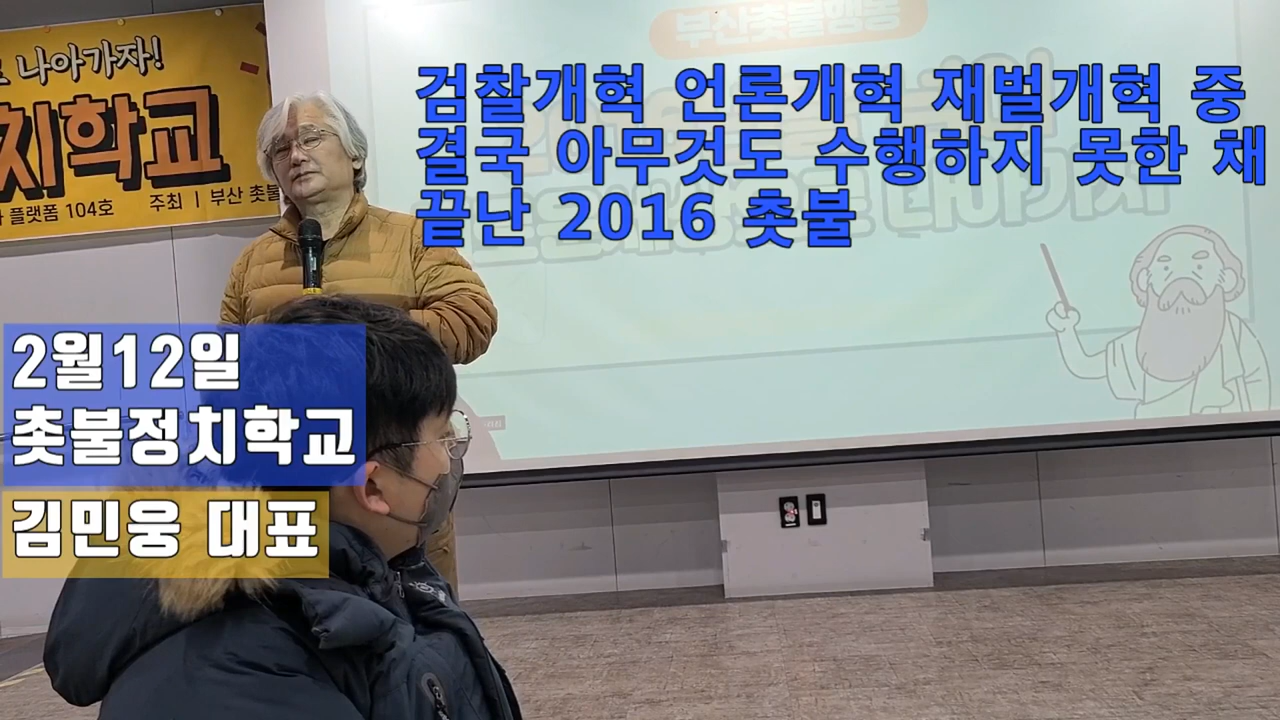 나아가자!
치학교
플랫폼 104호 주최 | 부산 촛불
부산촛불행동
검찰개혁 언론개혁 재벌개혁 중
결국 아무것도 수행하지 못한 채
끝난 2016 촛불
2월12일
촛불정치학교
김민웅 대표